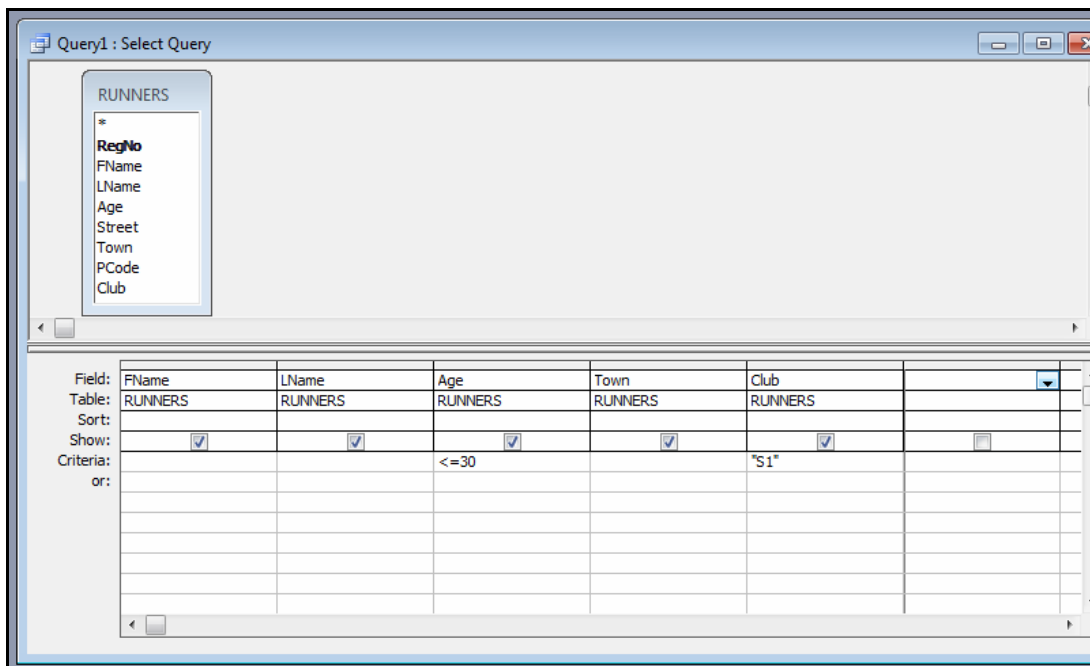 Query1 : Select Query
RUNNERS
*
RegNo
FName
LName
Age
Street
Town
PCode
Club
Field: FName LName Age Town Club
Table: RUNNERS RUNNERS RUNNERS RUNNERS RUNNERS
Sort:
Show:
Criteria: <=30 "S1"
or: